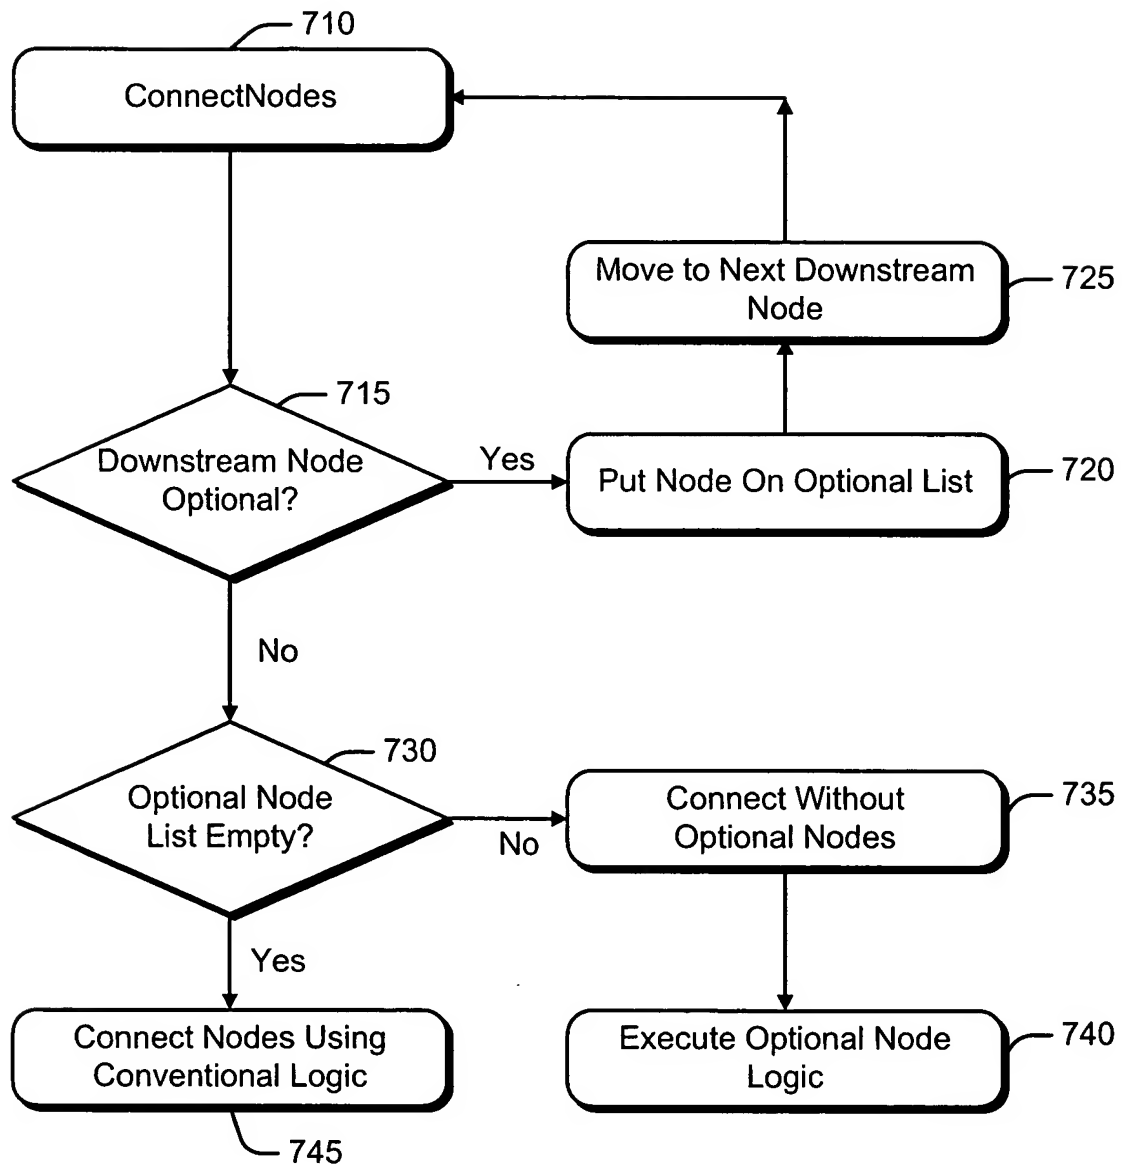 710
ConnectNodes
Move to Next Downstream
Node
725
715
Downstream Node
Optional?
Yes
Put Node On Optional List
720
No
730
Optional Node
List Empty?
No
Connect Without
Optional Nodes
735
Yes
Connect Nodes Using
Conventional Logic
745
Execute Optional Node
Logic
740